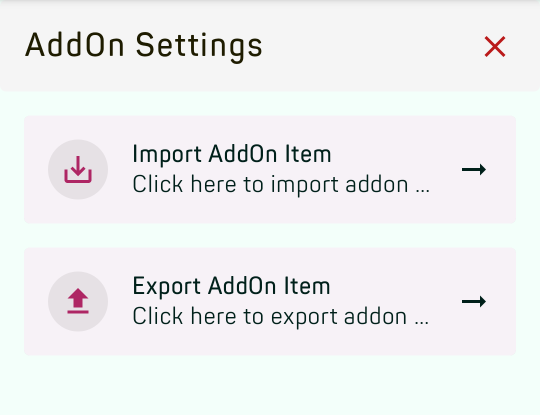 AddOn Settings
Import AddOn Item
Click here to import addon ...
Export AddOn Item
Click here to export addon ...